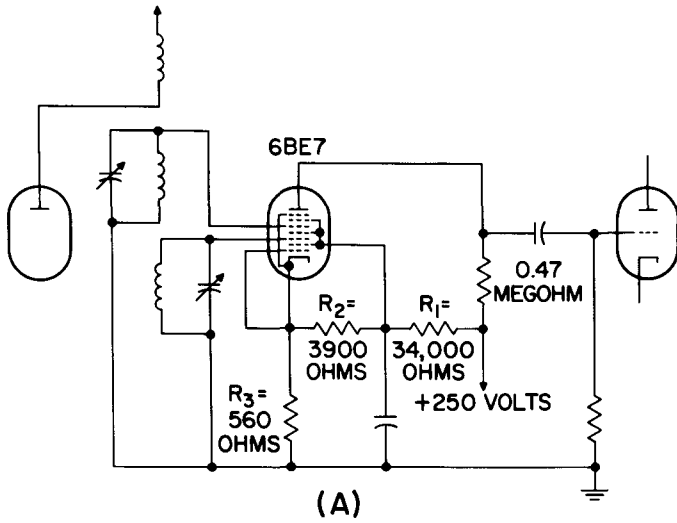 6BE7
R2=
3900
OHMS
R1=
34,000
OHMS
0.47
MEGOHM
+250 VOLTS
R3=
560
OHMS
(A)